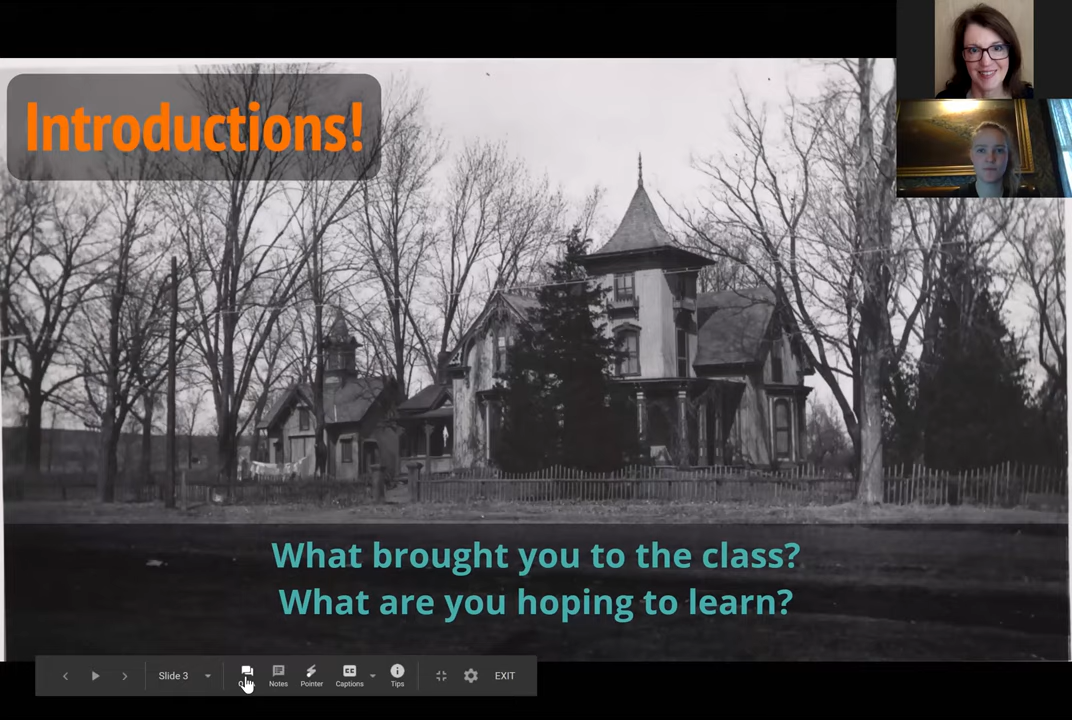 Introductions!
What brought you to the class?
What are you hoping to learn?
Slide 3 Notes Pointer Captions Tips EXIT
CC